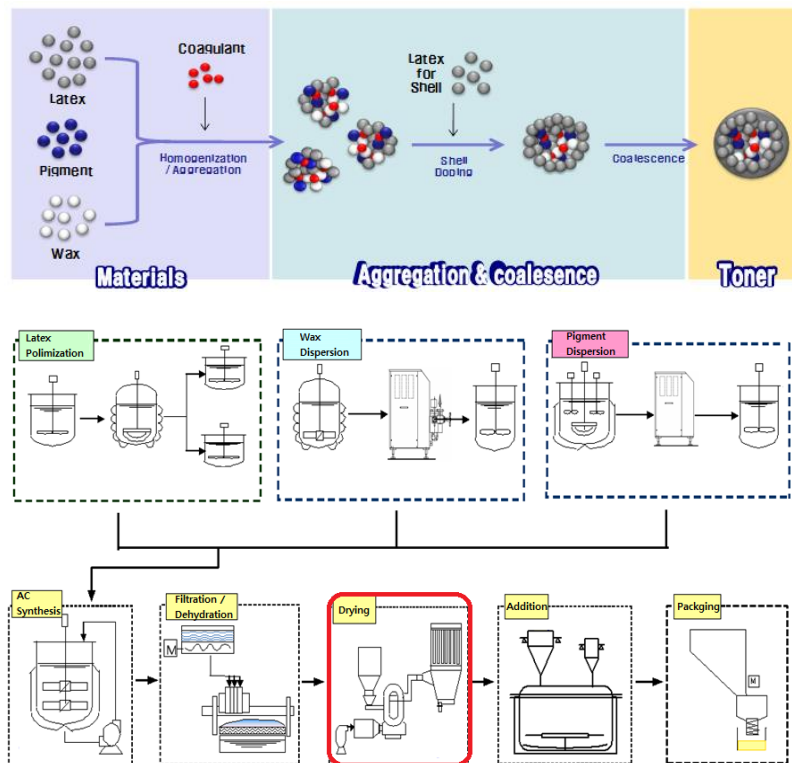 Latex
Coagulant
Pigment
Homogenization
/ Aggregation
Wax
Latex
for
Shell
Shell
Doping
Coalescence
Materials
Aggregation & Coalesence
Toner
Latex
Polimization
Wax
Dispersion
Pigment
Dispersion
AC
Synthesis
Filtration /
Dehydration
M
Drying
Addition
Packging
M